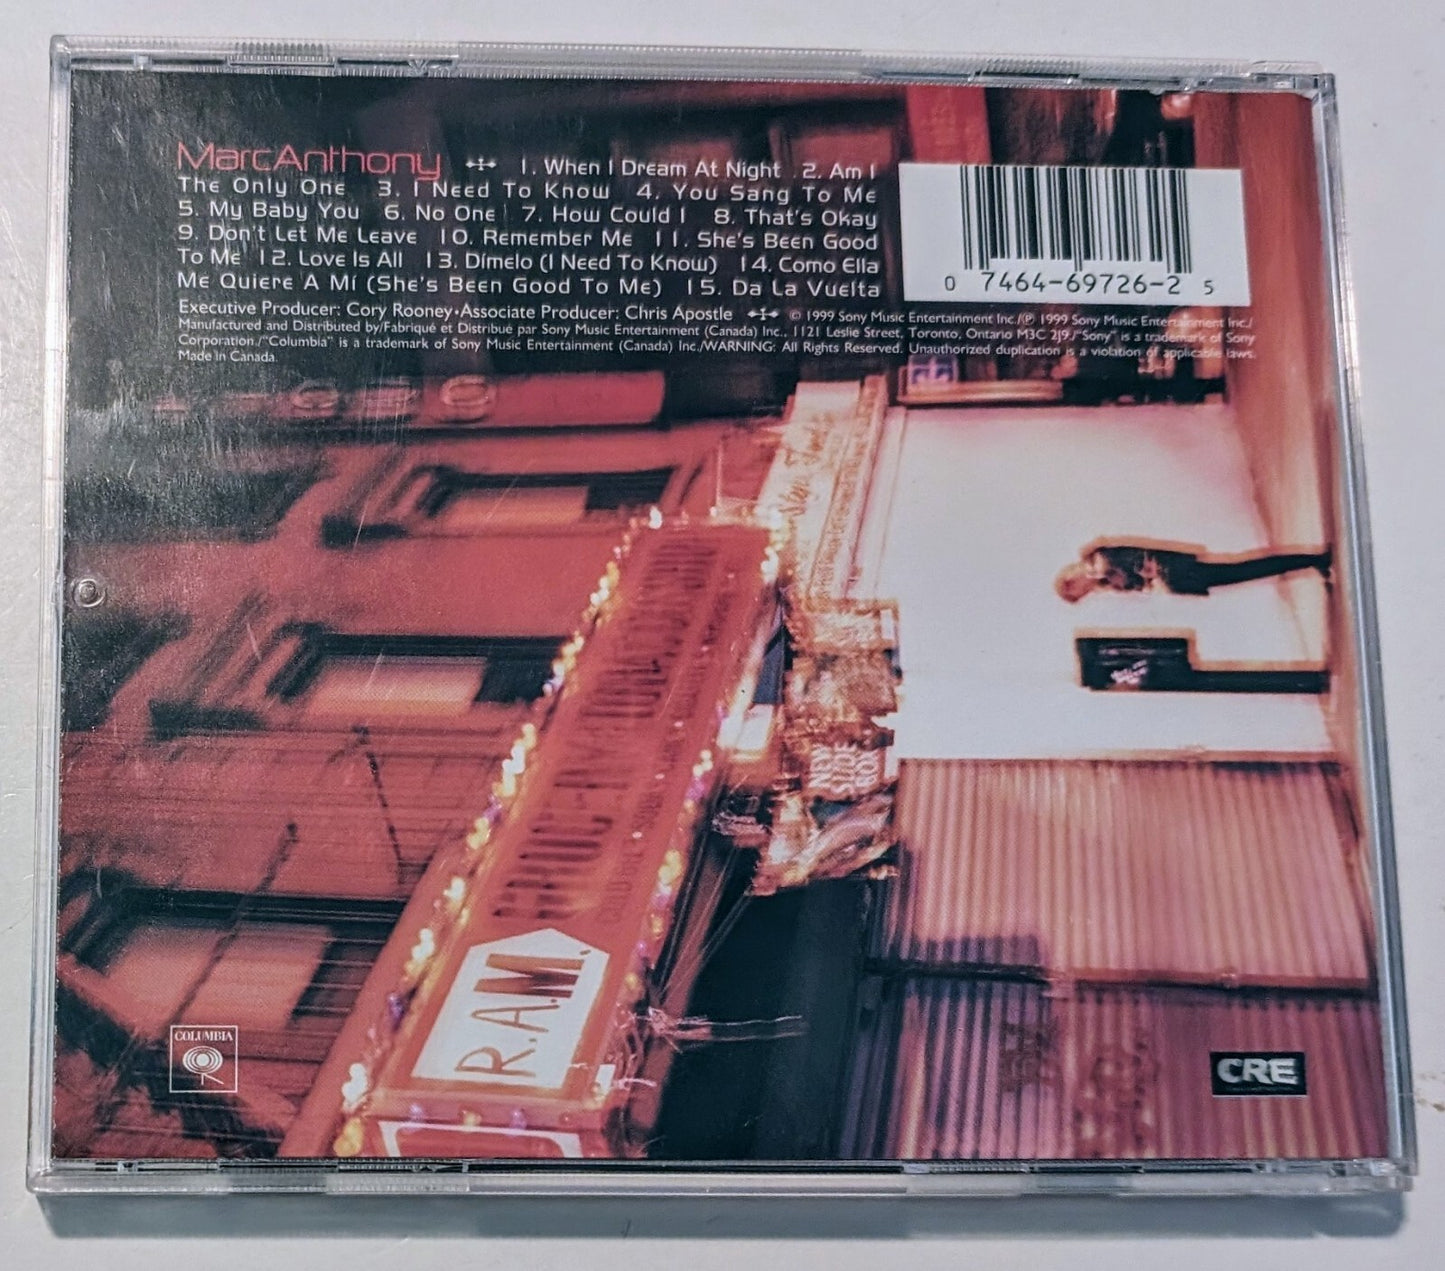 MarcAnthony 1. When I Dream At Night 2. Am I
The Only One 3. I Need To Know 4. You Sang To Me
5. My Baby You 6. No One 7. How Could I 8. That's Okay
9. Don't Let Me Leave 10. Remember Me 11. She's Been Good
To Me 12. Love Is All 13. Dímelo (I Need To Know) 14. Como Ella
Me Quiere A Mí (She's Been Good To Me) 15. Da La Vuelta
Executive Producer: Cory Rooney•Associate Producer: Chris Apostle © 1999 Sony Music Entertainment Inc./℗ 1999 Sony Music Entertainment Inc./
Manufactured and Distributed by/Fabriqué et Distribué par Sony Music Entertainment (Canada) Inc., 1121 Leslie Street, Toronto, Ontario M3C 2J9./"Sony" is a trademark of Sony
Corporation./"Columbia" is a trademark of Sony Music Entertainment (Canada) Inc./WARNING: All Rights Reserved. Unauthorized duplication is a violation of applicable laws.
Made in Canada.
0 7464-69726-2 5
NEW
SLIDE
SHOW
R.A.M.
COLUMBIA
CRE